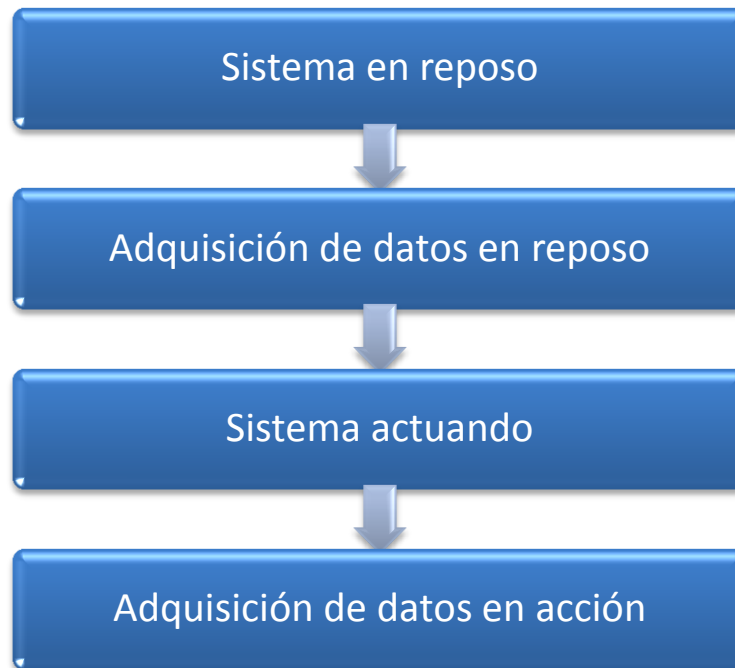 Sistema en reposo
Adquisición de datos en reposo
Sistema actuando
Adquisición de datos en acción